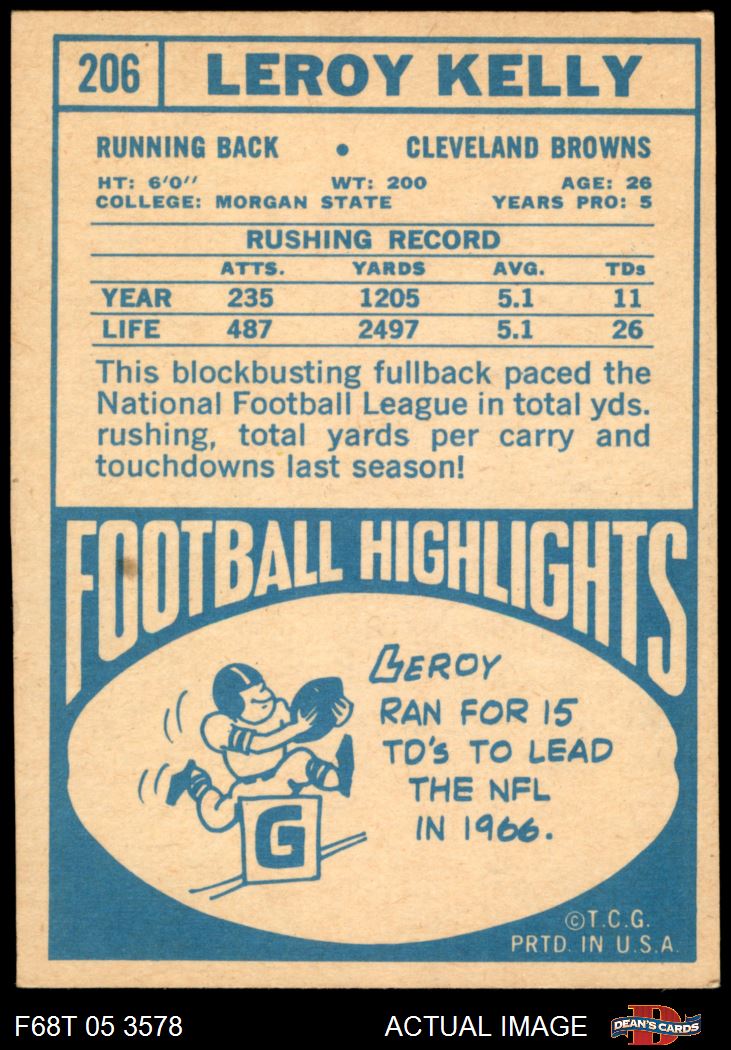 206 LEROY KELLY
RUNNING BACK • CLEVELAND BROWNS
HT: 6'0" WT: 200 AGE: 26
COLLEGE: MORGAN STATE YEARS PRO: 5
RUSHING RECORD
ATTS. YARDS AVG. TDs
YEAR 235 1205 5.1 11
LIFE 487 2497 5.1 26
This blockbusting fullback paced the
National Football League in total yds.
rushing, total yards per carry and
touchdowns last season!
FOOTBALL HIGHLIGHTS
LEROY
RAN FOR 15
TD'S TO LEAD
THE NFL
IN 1966.
G
©T.C.G.
PRTD. IN U.S.A.
F68T 05 3578 ACTUAL IMAGE DEAN'S CARDS